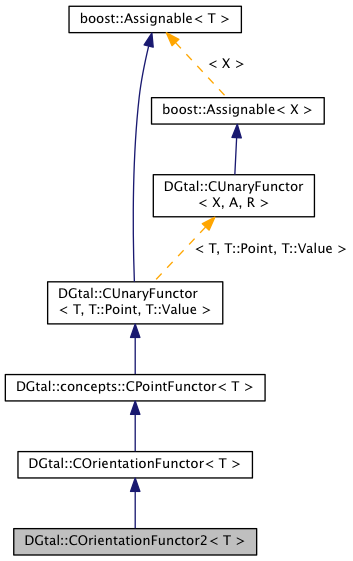 boost::Assignable< T >
< X >
boost::Assignable< X >
DGtal::CUnaryFunctor
< X, A, R >
< T, T::Point, T::Value >
DGtal::CUnaryFunctor
< T, T::Point, T::Value >
DGtal::concepts::CPointFunctor< T >
DGtal::COrientationFunctor< T >
DGtal::COrientationFunctor2< T >